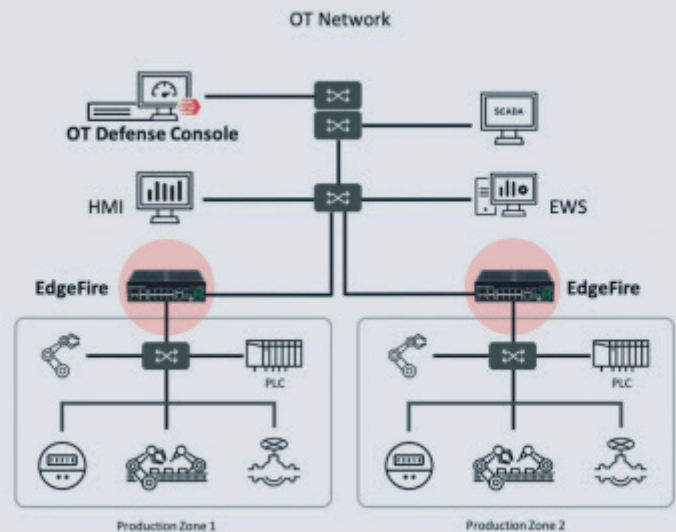 OT Network
OT Defense Console
SCADA
HMI
EWS
EdgeFire
EdgeFire
PLC
PLC
Production Zone 1
Production Zone 2